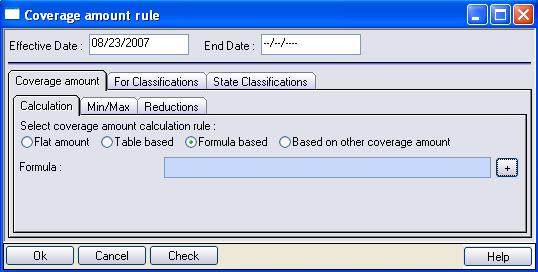 Coverage amount rule
Effective Date : 08/23/2007 End Date : --/--/----
Coverage amount For Classifications State Classifications
Calculation Min/Max Reductions
Select coverage amount calculation rule :
Flat amount Table based Formula based Based on other coverage amount
Formula : +
Ok Cancel Check Help